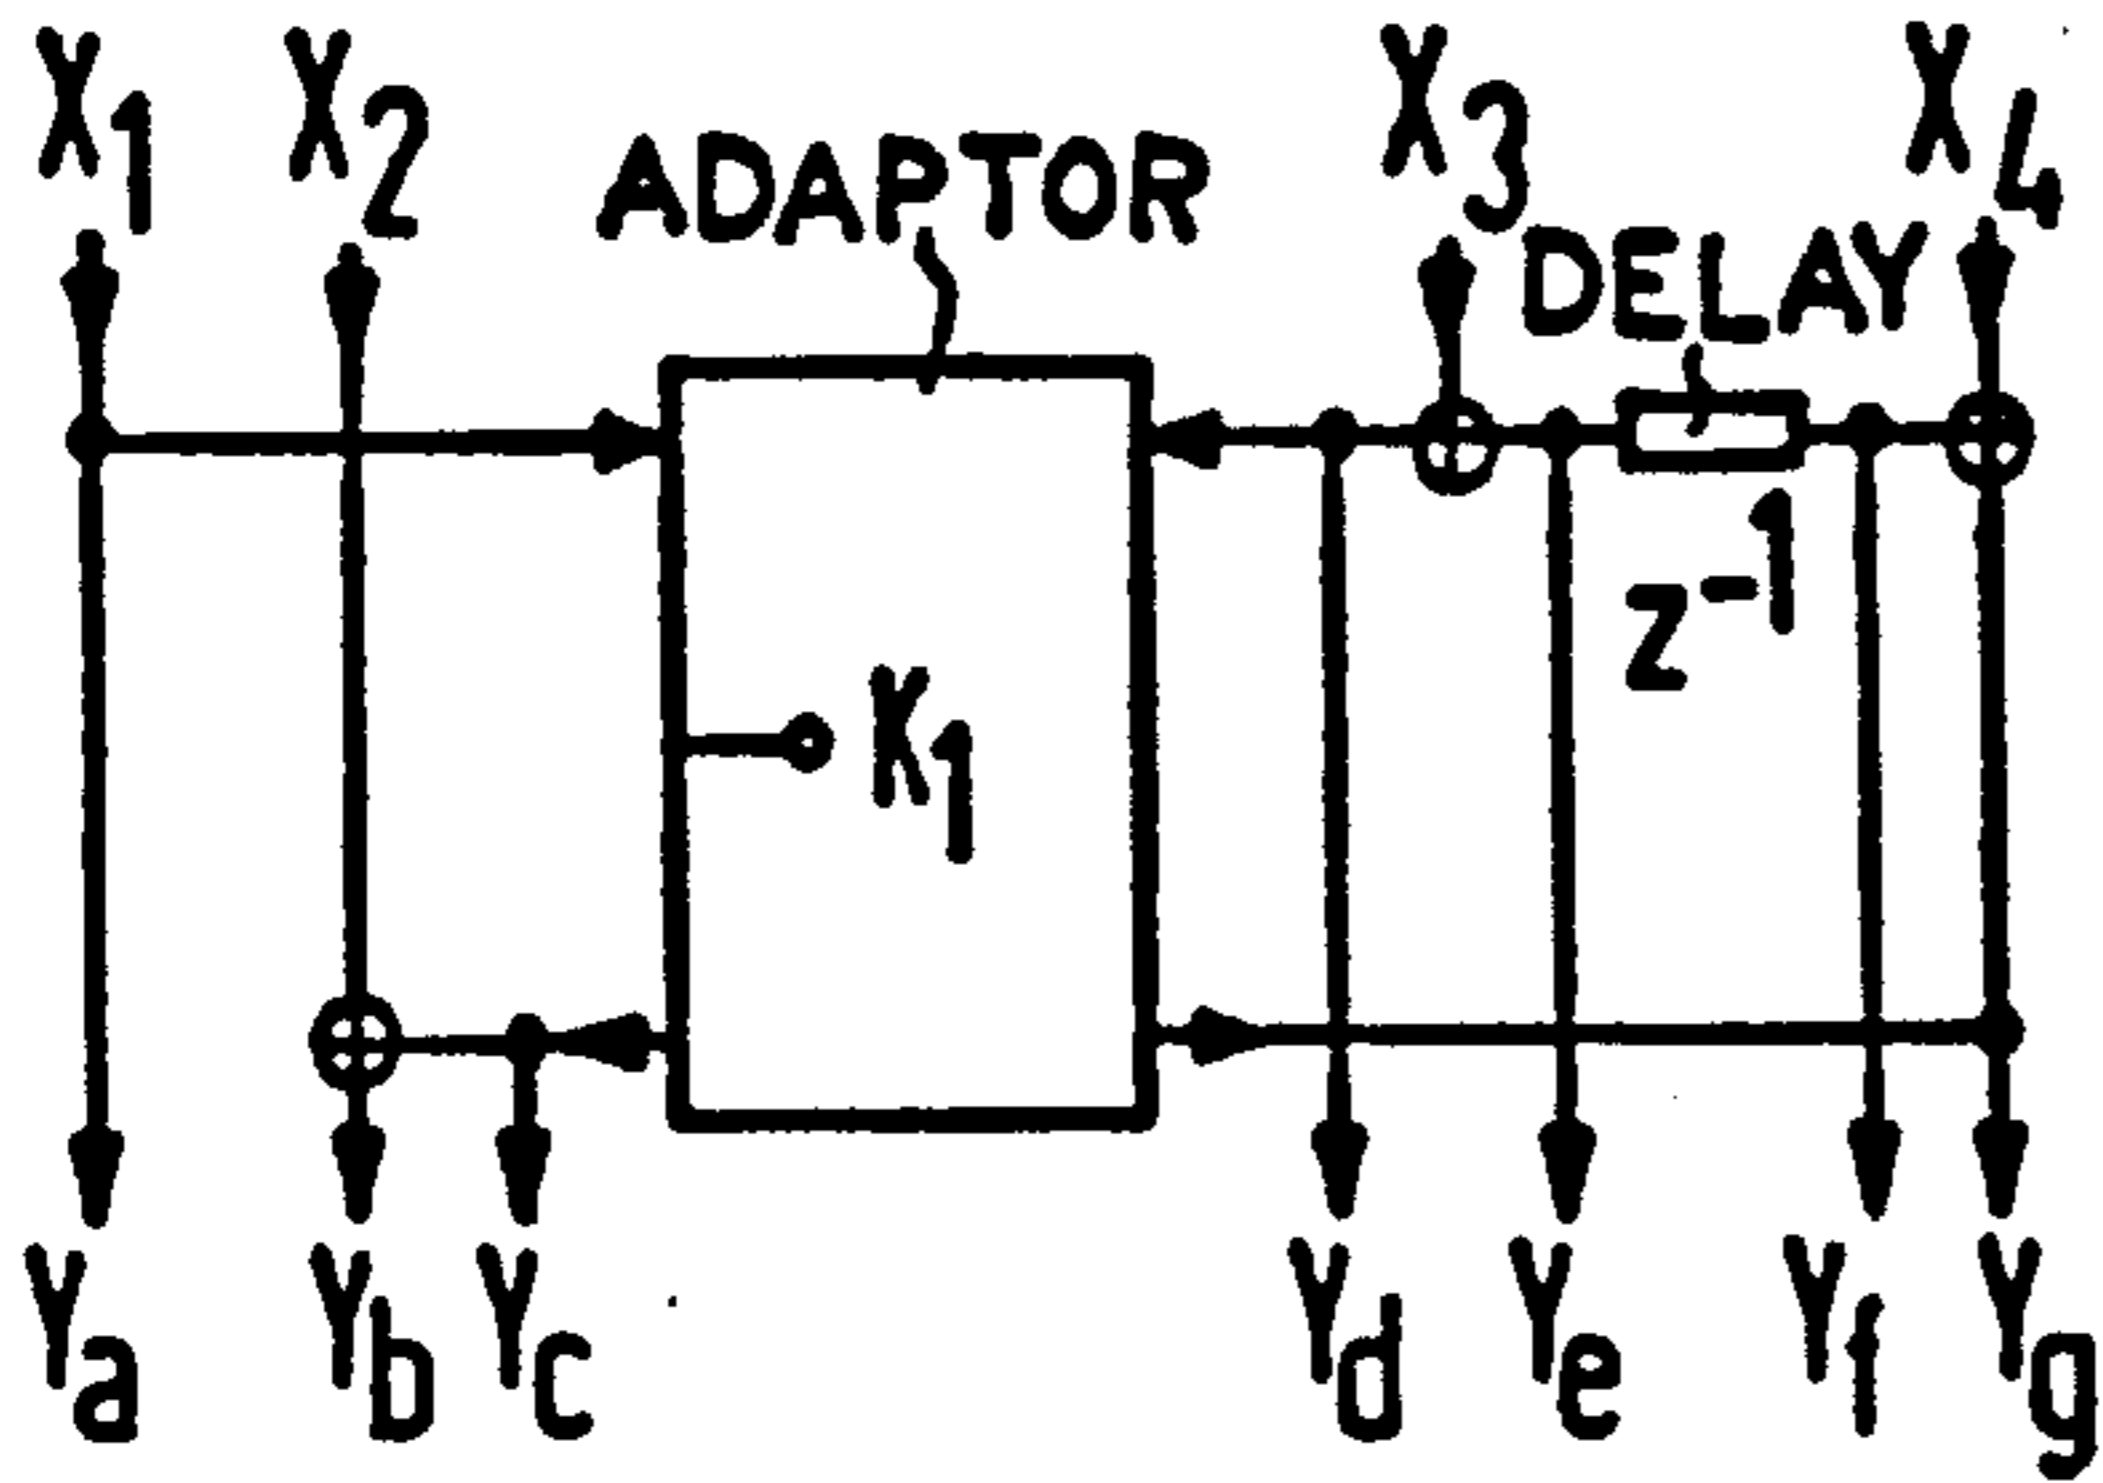 X1 X2 X3 X4
ADAPTOR
DELAY
z-1
K1
Ya Yb Yc Yd Ye Yf Yg